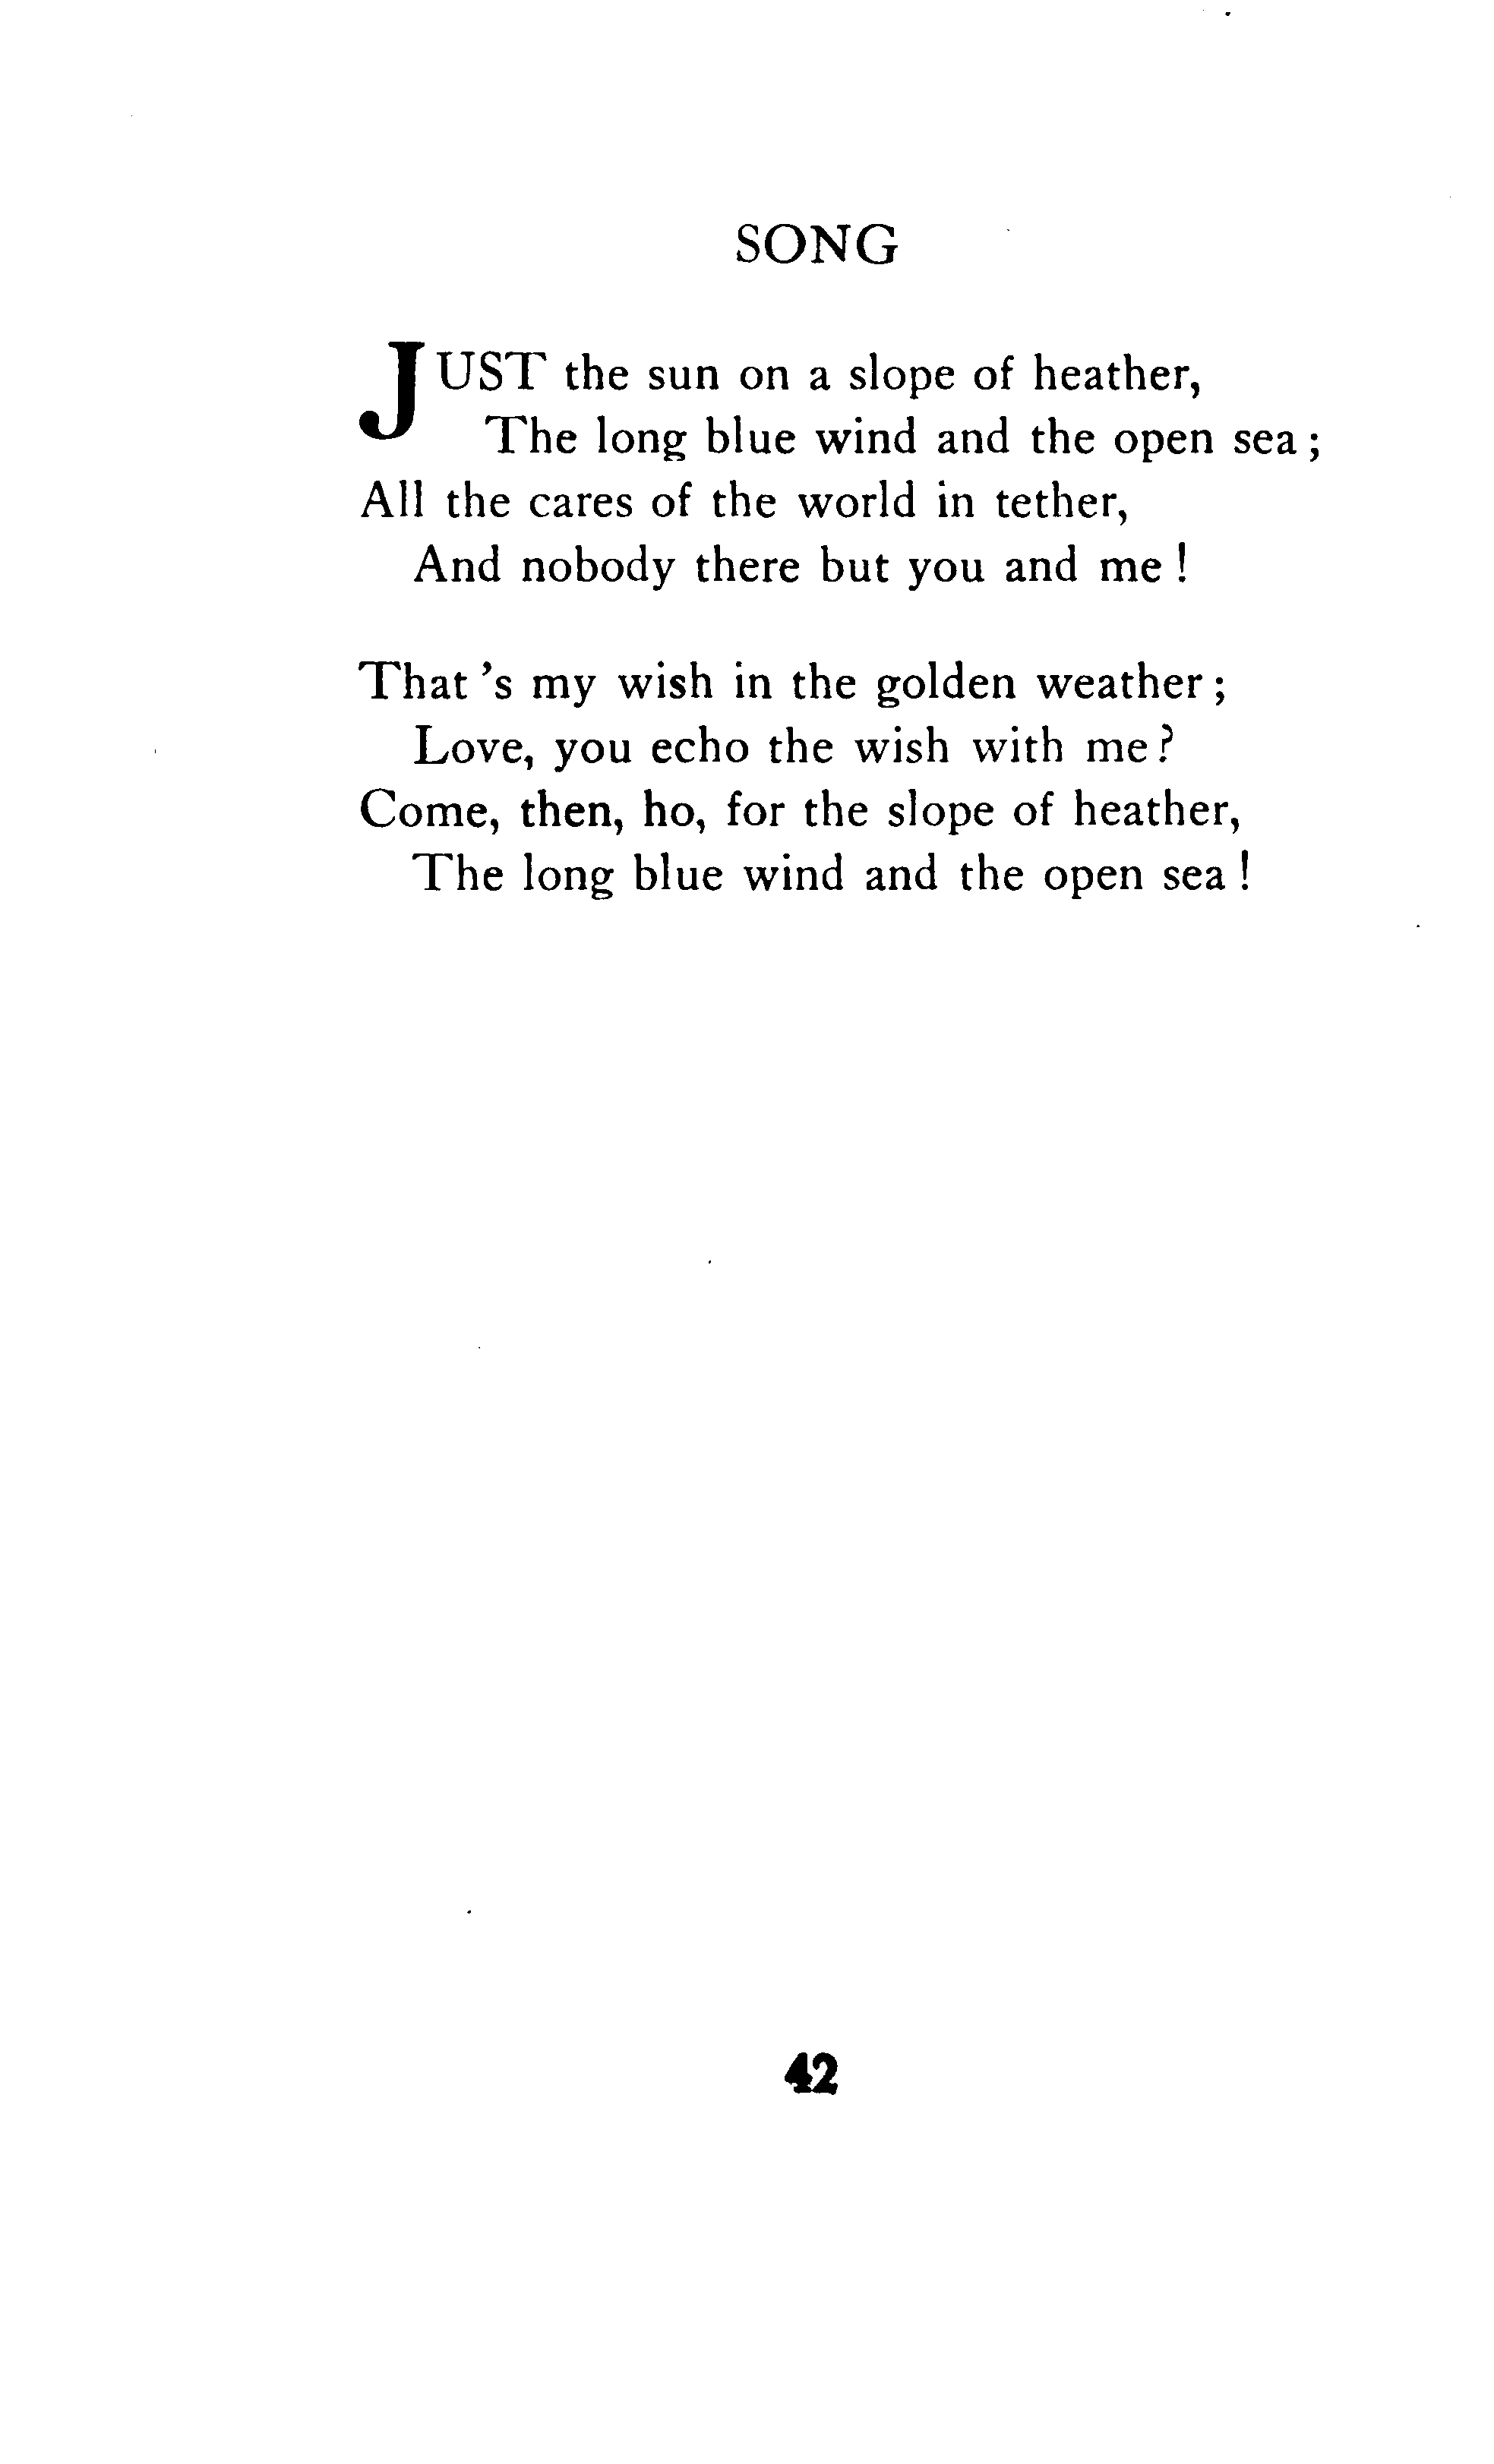 SONG
JUST the sun on a slope of heather,
The long blue wind and the open sea;
All the cares of the world in tether,
And nobody there but you and me!
That's my wish in the golden weather;
Love, you echo the wish with me?
Come, then, ho, for the slope of heather,
The long blue wind and the open sea!
42